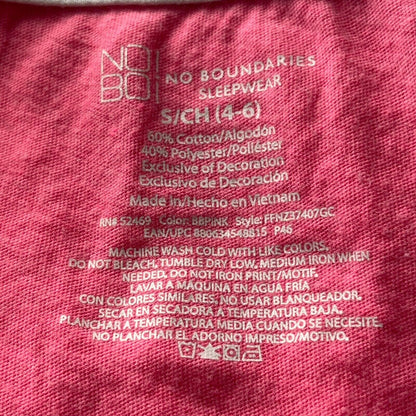 NO!
BO!
NO BOUNDARIES
SLEEPWEAR
S/CH (4-6)
60% Cotton/Algodón
40% Polyester/Poliéster
Exclusive of Decoration
Exclusivo de Decoración
Made in/Hecho en Vietnam
RN# 52469 Color: BBPINK Style: FFNZ37407GC
EAN/UPC 880634548815 P46
MACHINE WASH COLD WITH LIKE COLORS,
DO NOT BLEACH, TUMBLE DRY LOW, MEDIUM IRON WHEN
NEEDED, DO NOT IRON PRINT/MOTIF.
LAVAR A MÁQUINA EN AGUA FRÍA
CON COLORES SIMILARES, NO USAR BLANQUEADOR,
SECAR EN SECADORA A TEMPERATURA BAJA,
PLANCHAR A TEMPERATURA MEDIA CUANDO SE NECESITE,
NO PLANCHAR EL ADORNO IMPRESO/MOTIVO.